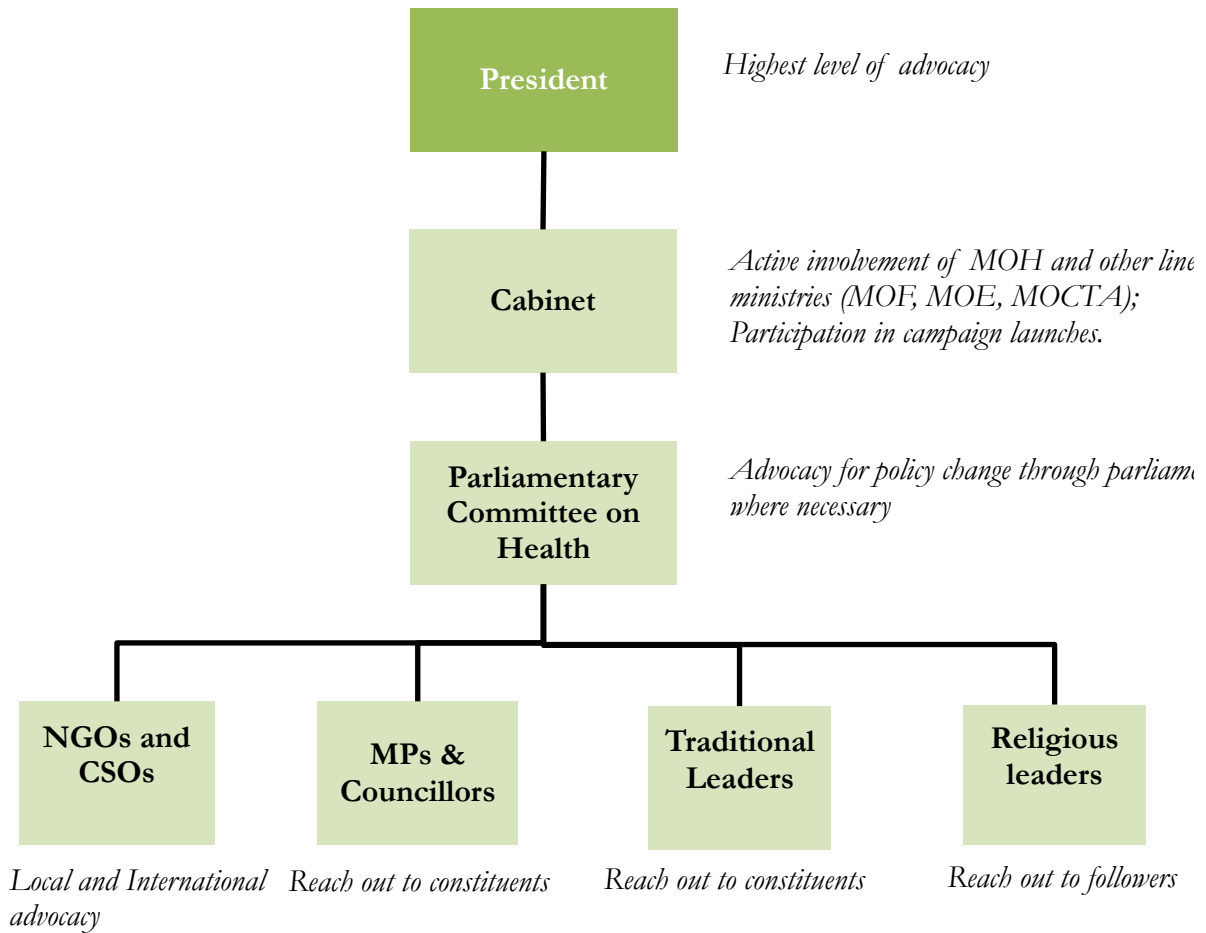 President
Highest level of advocacy
Cabinet
Active involvement of MOH and other line
ministries (MOF, MOE, MOCTA);
Participation in campaign launches.
Parliamentary
Committee on
Health
Advocacy for policy change through parliame
where necessary
NGOs and
CSOs
MPs &
Councillors
Traditional
Leaders
Religious
leaders
Local and International
advocacy
Reach out to constituents
Reach out to constituents
Reach out to followers